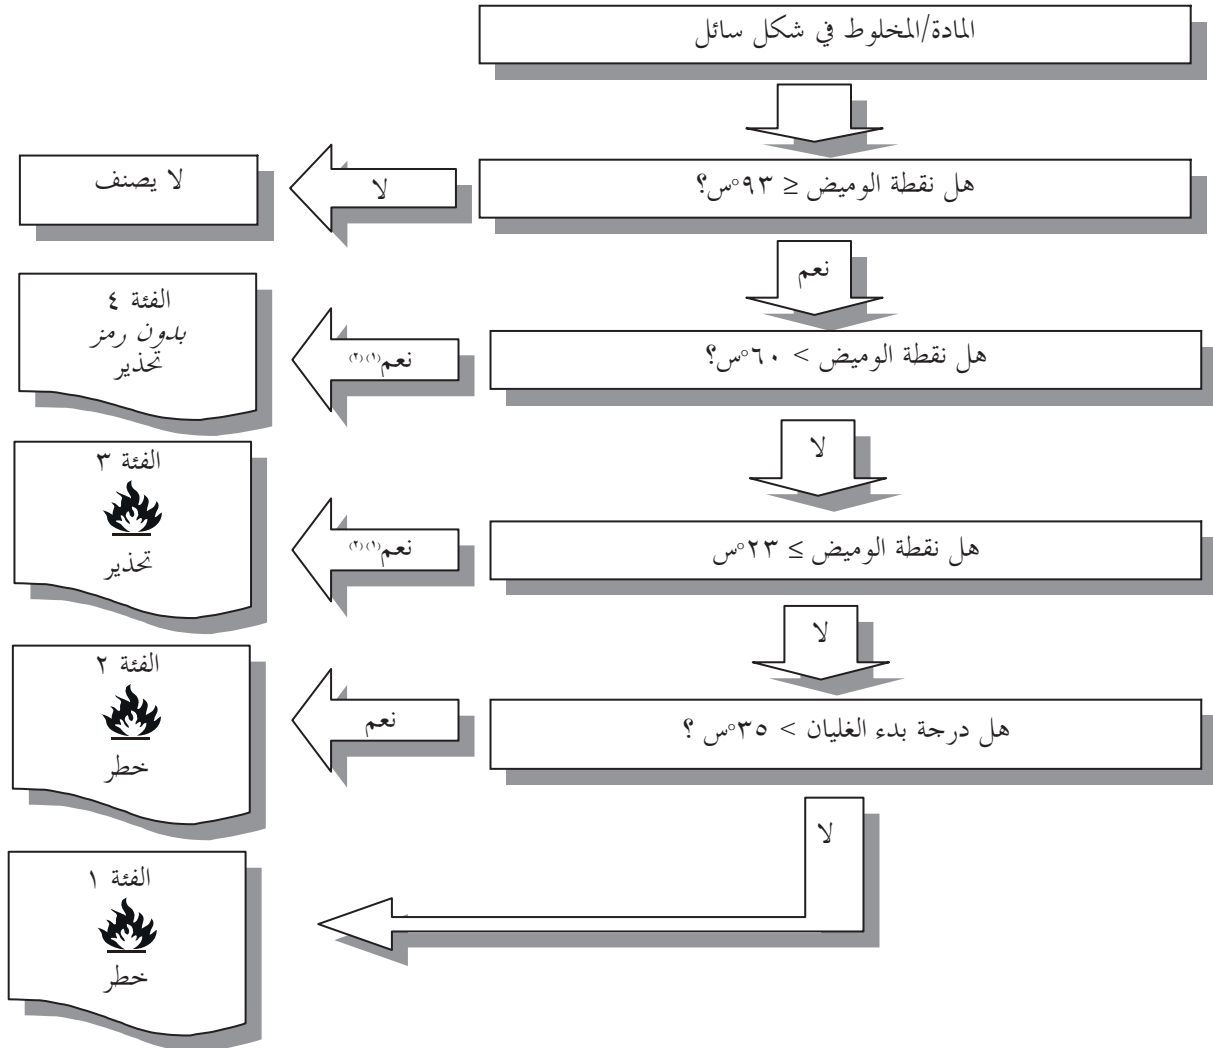 المادة/المخلوط في شكل سائل
هل نقطة الوميض ≤ ٩٣°س؟
لا
لا يصنف
نعم
هل نقطة الوميض > ٦٠°س؟
نعم(١)(٢)
الفئة ٤
بدون رمز
تحذير
لا
هل نقطة الوميض ≥ ٢٣°س
نعم(١)(٢)
الفئة ٣
تحذير
لا
هل درجة بدء الغليان > ٣٥°س ؟
نعم
الفئة ٢
خطر
لا
الفئة ١
خطر